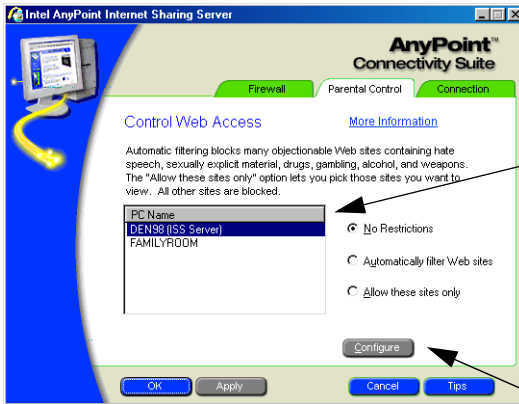 Intel AnyPoint Internet Sharing Server
AnyPoint™
Connectivity Suite
Firewall
Parental Control
Connection
Control Web Access
More Information
Automatic filtering blocks many objectionable Web sites containing hate
speech, sexually explicit material, drugs, gambling, alcohol, and weapons.
The "Allow these sites only" option lets you pick those sites you want to
view. All other sites are blocked.
PC Name
DEN98 (ISS Server)
FAMILYROOM
No Restrictions
Automatically filter Web sites
Allow these sites only
Configure
OK
Apply
Cancel
Tips